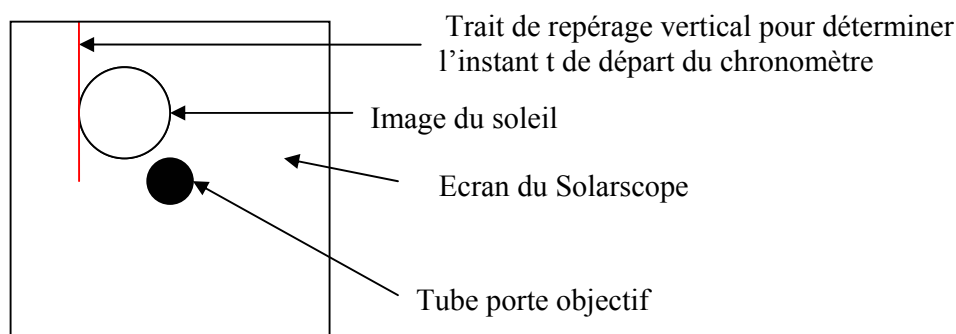 Trait de repérage vertical pour déterminer
l’instant t de départ du chronomètre
Image du soleil
Ecran du Solarscope
Tube porte objectif